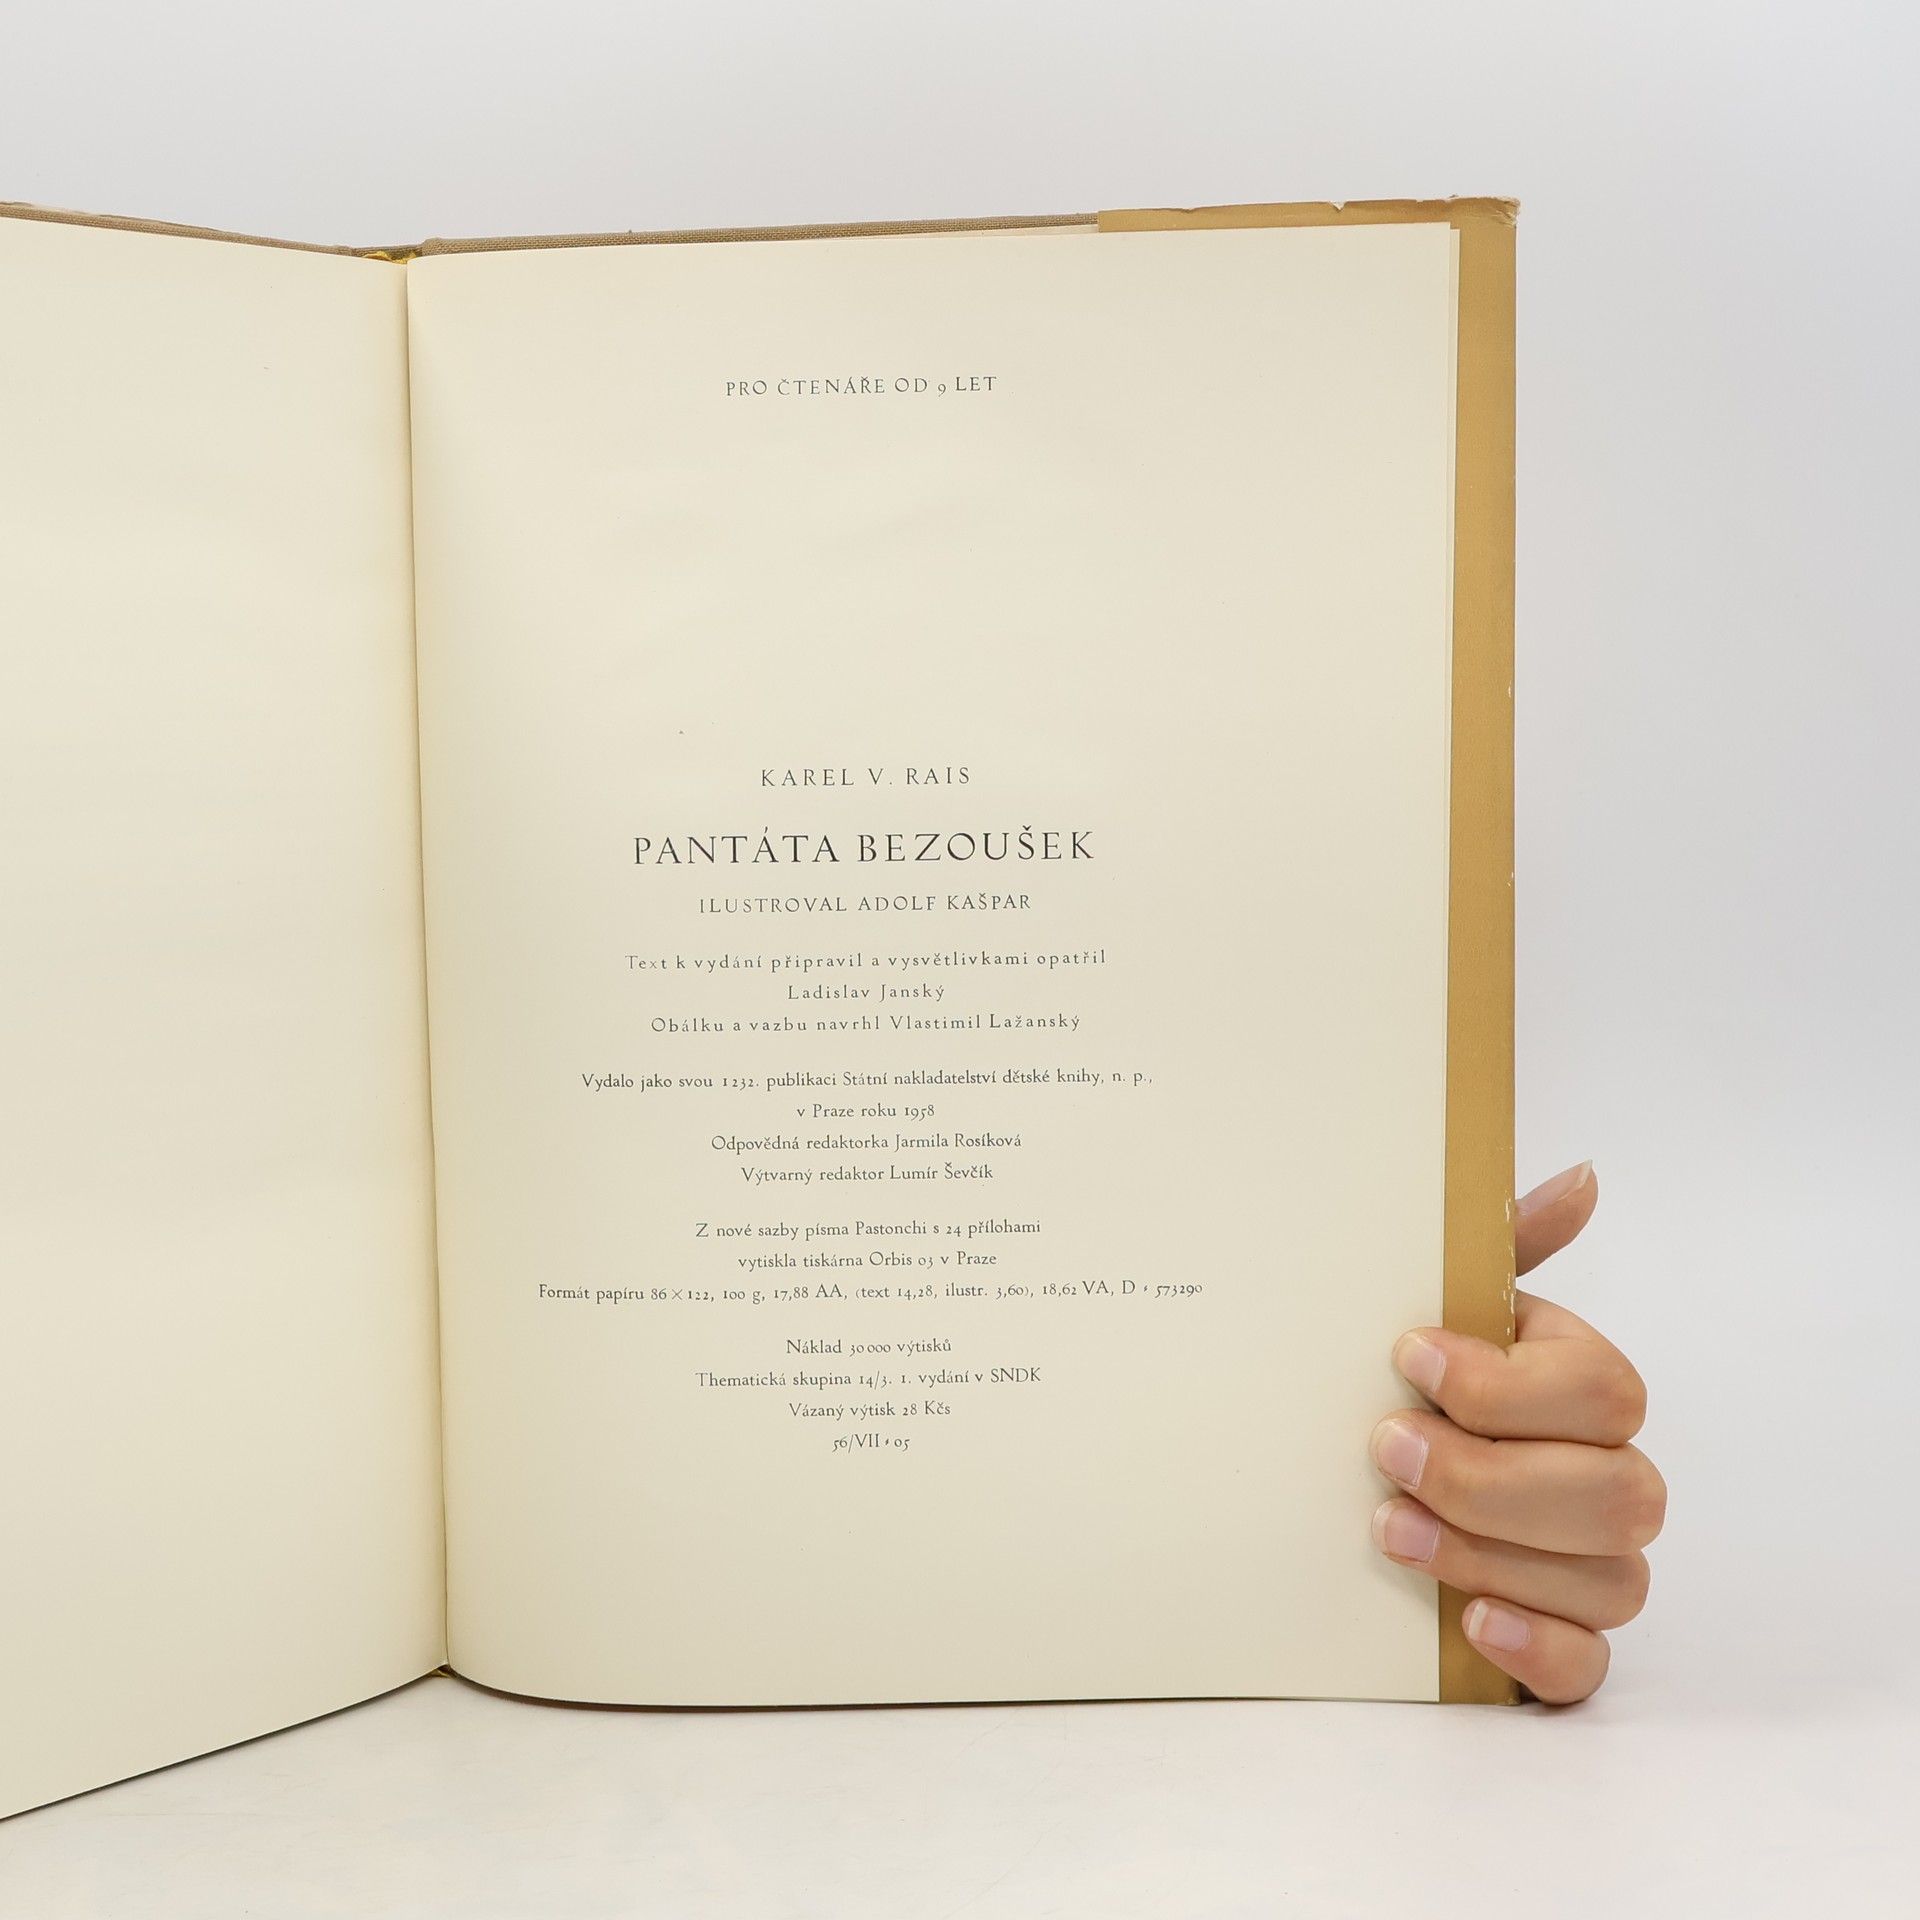 PRO ČTENÁŘE OD 9 LET
KAREL V. RAIS
PANTÁTA BEZOUŠEK
ILUSTROVAL ADOLF KAŠPAR
Text k vydání připravil a vysvětlivkami opatřil
Ladislav Janský
Obálku a vazbu navrhl Vlastimil Lažanský
Vydalo jako svou 1232. publikaci Státní nakladatelství dětské knihy, n. p.,
v Praze roku 1958
Odpovědná redaktorka Jarmila Rosíková
Výtvarný redaktor Lumír Ševčík
Z nové sazby písma Pastonchi s 24 přílohami
vytiskla tiskárna Orbis 03 v Praze
Formát papíru 86 × 122, 100 g, 17,88 AA, (text 14,28, ilustr. 3,60), 18,62 VA, D * 573290
Náklad 30 000 výtisků
Thematická skupina 14/3. 1. vydání v SNDK
Vázaný výtisk 28 Kčs
56/VII * 05